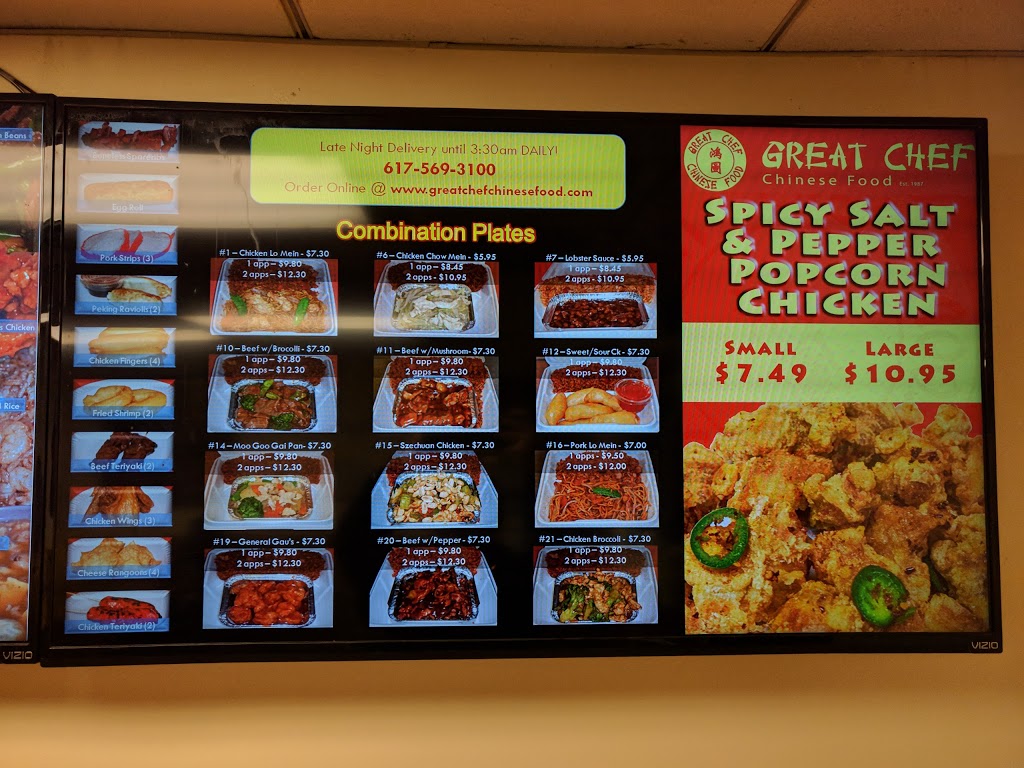 n Beans
s Chicken
l Rice
VIZIO
Egg Roll
Pork Strips (3)
Peking Raviolis (2)
Chicken Fingers (4)
Fried Shrimp (2)
Beef Teriyaki (2)
Chicken Wings (3)
Cheese Rangoons (4)
Chicken Teriyaki (2)
Late Night Delivery until 3:30am DAILY!
617-569-3100
Order Online @ www.greatchefchinesefood.com
Combination Plates
#1 – Chicken Lo Mein - $7.30
1 app – $9.80
2 apps – $12.30
#6 – Chicken Chow Mein - $5.95
1 app – $8.45
2 apps – $10.95
#7 – Lobster Sauce - $5.95
1 app – $8.45
2 apps – $10.95
#10 – Beef w/Brocolli - $7.30
1 app – $9.80
2 apps – $12.30
#11 – Beef w/Mushroom- $7.30
1 app – $9.80
2 apps – $12.30
#12 – Sweet/Sour Ck - $7.30
1 app – $9.80
2 apps – $12.30
#14 – Moo Goo Gai Pan- $7.30
1 app – $9.80
2 apps – $12.30
#15 – Szechuan Chicken - $7.30
1 app – $9.80
2 apps – $12.30
#16 – Pork Lo Mein - $7.00
1 apps - $9.50
2 apps – $12.00
#19 – General Gau's - $7.30
1 app – $9.80
2 apps – $12.30
#20 – Beef w/Pepper - $7.30
1 app – $9.80
2 apps – $12.30
#21 – Chicken Broccoli - $7.30
1 app – $9.80
2 apps – $12.30
GREAT CHEF
鴻圖
CHINESE FOOD
GREAT CHEF
Chinese Food Est. 1987
SPICY SALT
& PEPPER
POPCORN
CHICKEN
SMALL LARGE
$7.49 $10.95
VIZIO